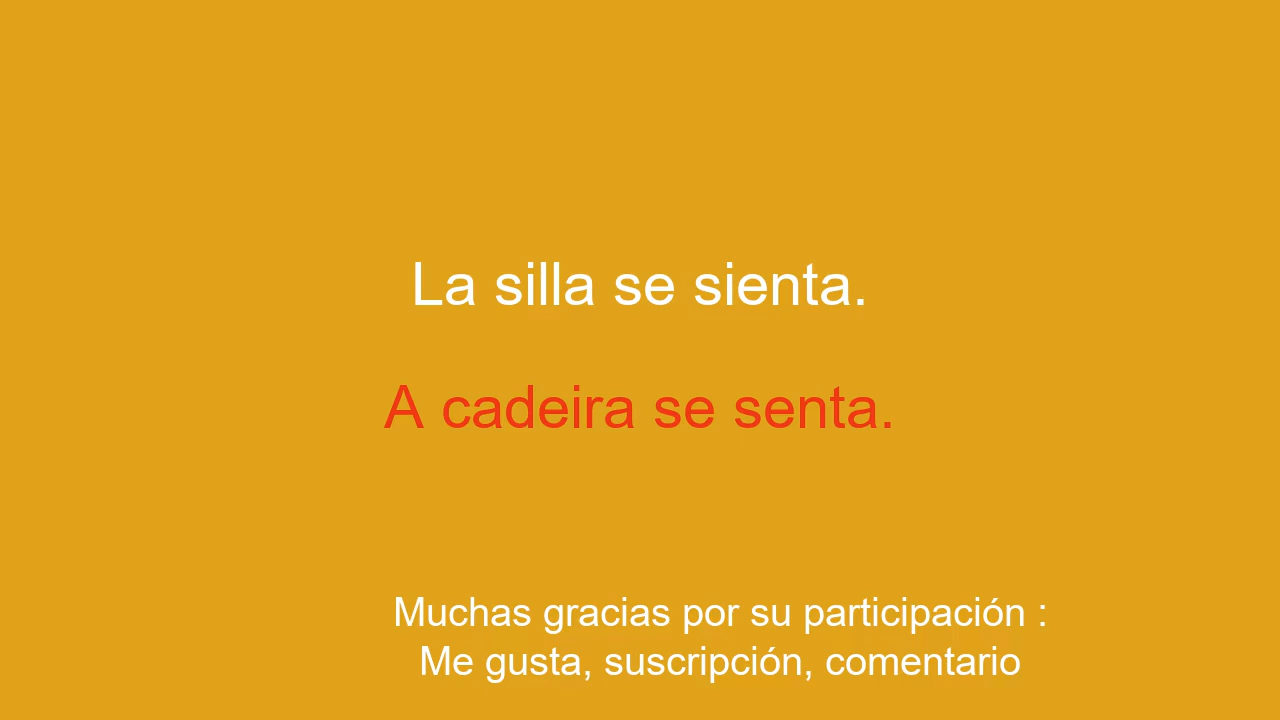 La silla se sienta.
A cadeira se senta.
Muchas gracias por su participación :
Me gusta, suscripción, comentario